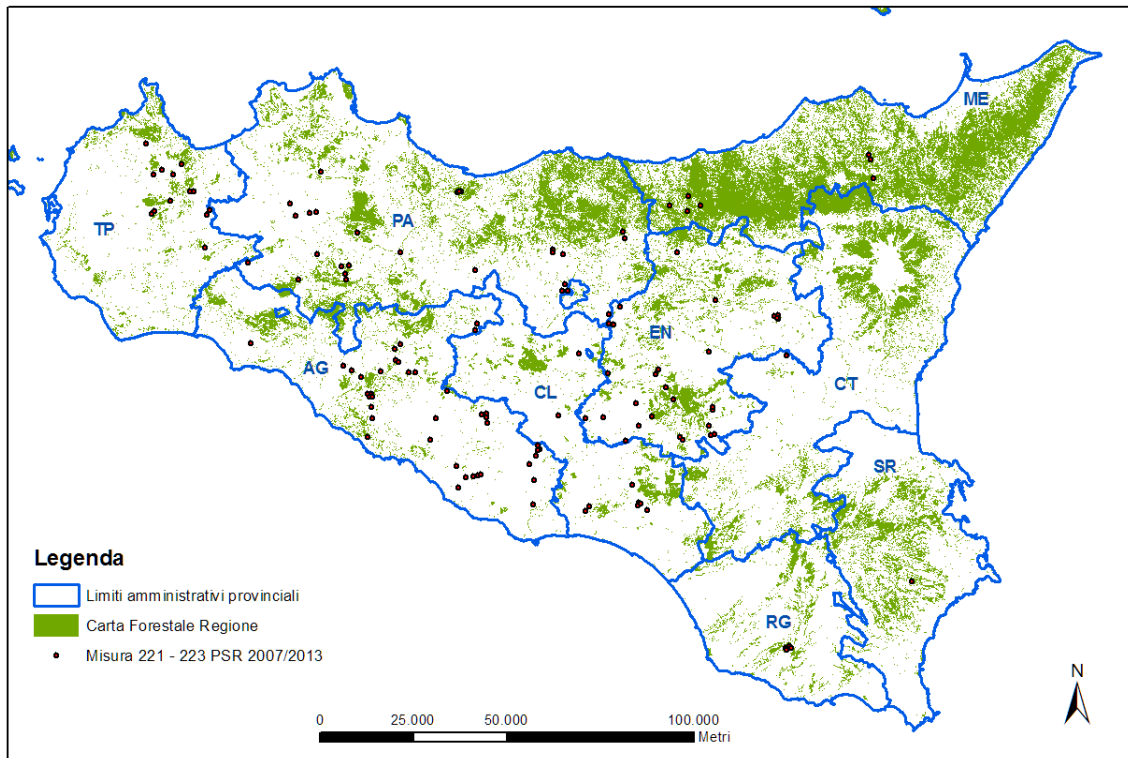 ME
TP
PA
EN
AG
CL
CT
SR
RG
Legenda
Limiti amministrativi provinciali
Carta Forestale Regione
Misura 221 - 223 PSR 2007/2013
N
0 25.000 50.000 100.000
Metri